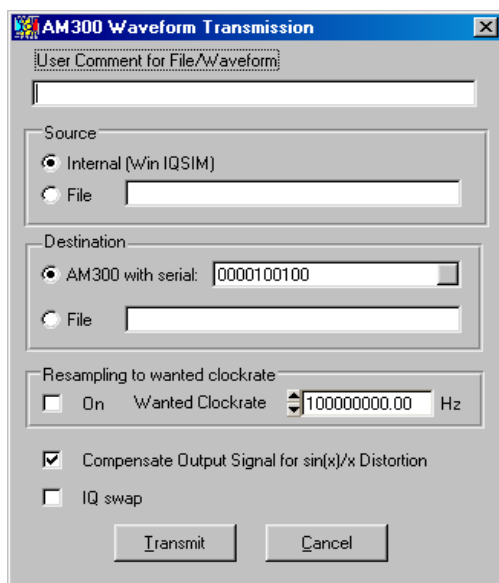 AM300 Waveform Transmission
User Comment for File/Waveform
Source
Internal (Win IQSIM)
File
Destination
AM300 with serial: 0000100100
File
Resampling to wanted clockrate
On Wanted Clockrate 100000000.00 Hz
Compensate Output Signal for sin(x)/x Distortion
IQ swap
Transmit Cancel